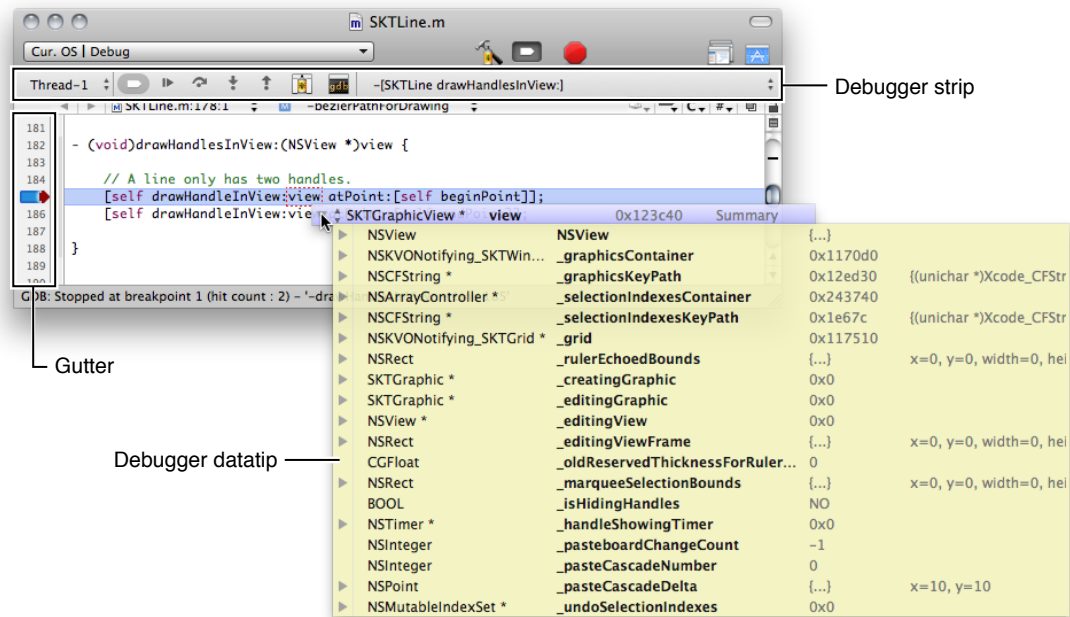 SKTLine.m
Cur. OS | Debug
Thread-1 gdb -[SKTLine drawHandlesInView:]
Debugger strip
SKTLine.m:178:1 M -bezierPathForDrawing C #
181
182 - (void)drawHandlesInView:(NSView *)view {
183
184 // A line only has two handles.
[self drawHandleInView:view atPoint:[self beginPoint]];
186 [self drawHandleInView:vie
SKTGraphicView * view 0x123c40 Summary
187
188 }
189
190
GDB: Stopped at breakpoint 1 (hit count : 2) - '-dra
NSView NSView {...}
NSKVONotifying_SKTWin... _graphicsContainer 0x1170d0
NSCFString * _graphicsKeyPath 0x12ed30 {(unichar *)Xcode_CFStr
NSArrayController * _selectionIndexesContainer 0x243740
NSCFString * _selectionIndexesKeyPath 0x1e67c {(unichar *)Xcode_CFStr
NSKVONotifying_SKTGrid * _grid 0x117510
NSRect _rulerEchoedBounds {...} x=0, y=0, width=0, hei
SKTGraphic * _creatingGraphic 0x0
SKTGraphic * _editingGraphic 0x0
NSView * _editingView 0x0
NSRect _editingViewFrame {...} x=0, y=0, width=0, hei
CGFloat _oldReservedThicknessForRuler... 0
NSRect _marqueeSelectionBounds {...} x=0, y=0, width=0, hei
BOOL _isHidingHandles NO
NSTimer * _handleShowingTimer 0x0
NSInteger _pasteboardChangeCount -1
NSInteger _pasteCascadeNumber 0
NSPoint _pasteCascadeDelta {...} x=10, y=10
NSMutableIndexSet * _undoSelectionIndexes 0x0
Gutter
Debugger datatip